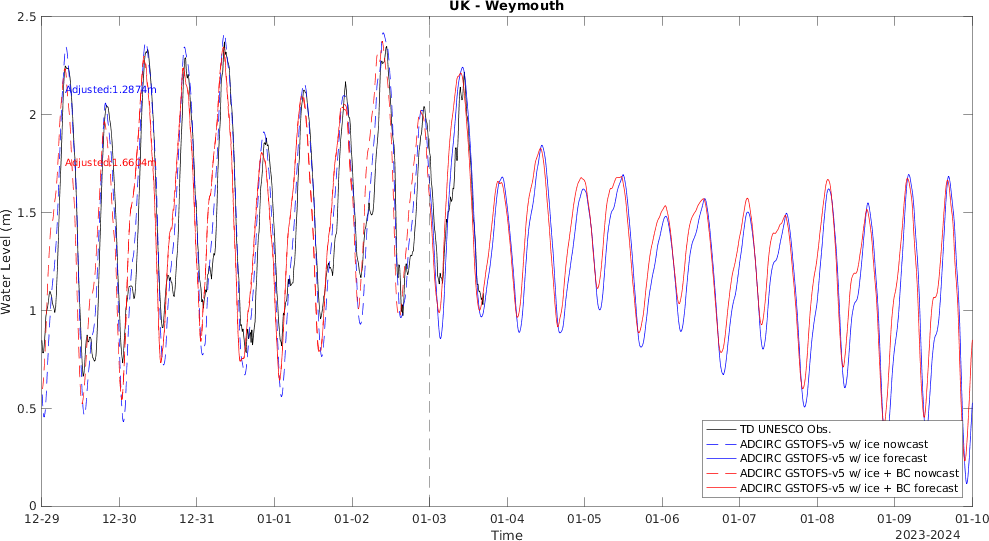 UK - Weymouth
2.5
2
1.5
1
0.5
0
Water Level (m)
Adjusted:1.2874m
Adjusted:1.6614m
TD UNESCO Obs.
ADCIRC GSTOFS-v5 w/ ice nowcast
ADCIRC GSTOFS-v5 w/ ice forecast
ADCIRC GSTOFS-v5 w/ ice + BC nowcast
ADCIRC GSTOFS-v5 w/ ice + BC forecast
12-29 12-30 12-31 01-01 01-02 01-03 01-04 01-05 01-06 01-07 01-08 01-09 01-10
Time
2023-2024